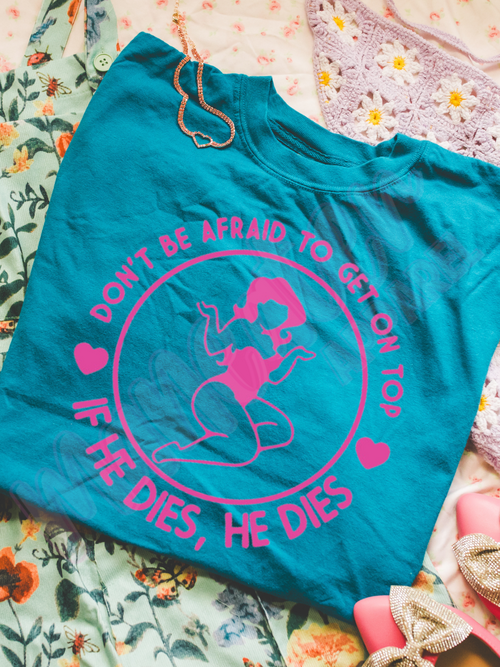 DON'T BE AFRAID TO GET ON TOP
IF HE DIES, HE DIES